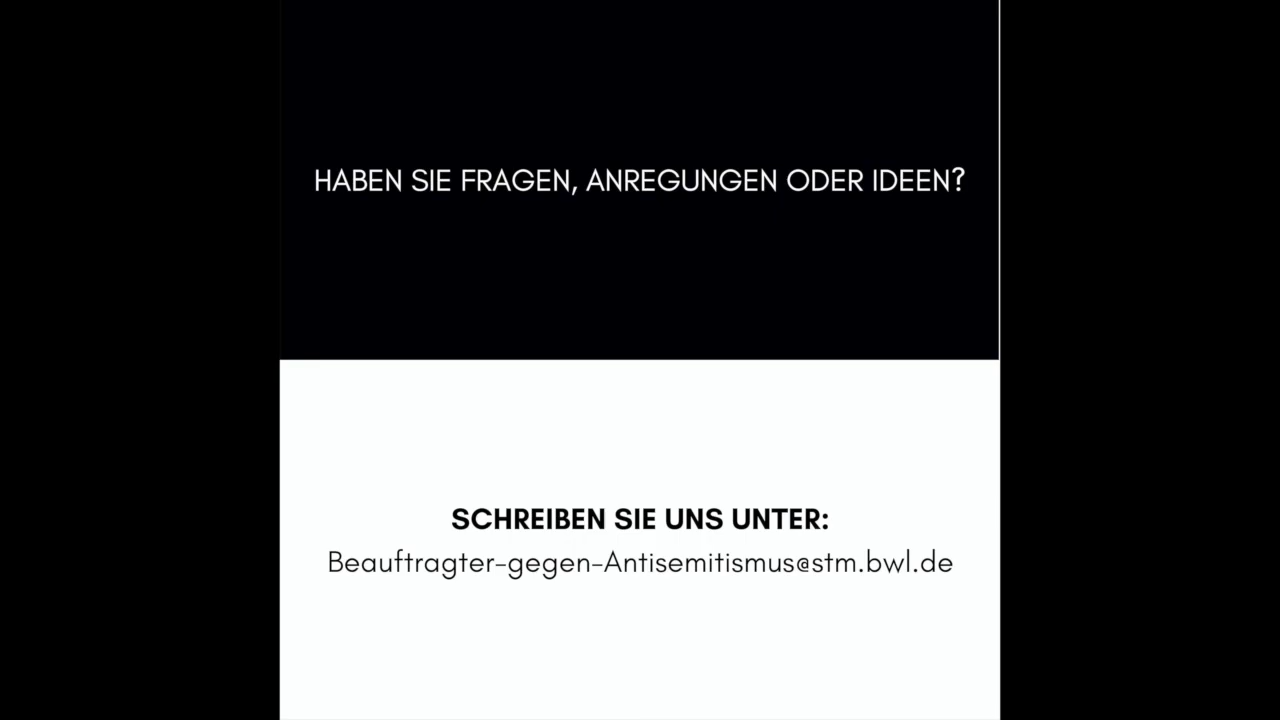 HABEN SIE FRAGEN, ANREGUNGEN ODER IDEEN?
SCHREIBEN SIE UNS UNTER:
Beauftragter-gegen-Antisemitismus@stm.bwl.de